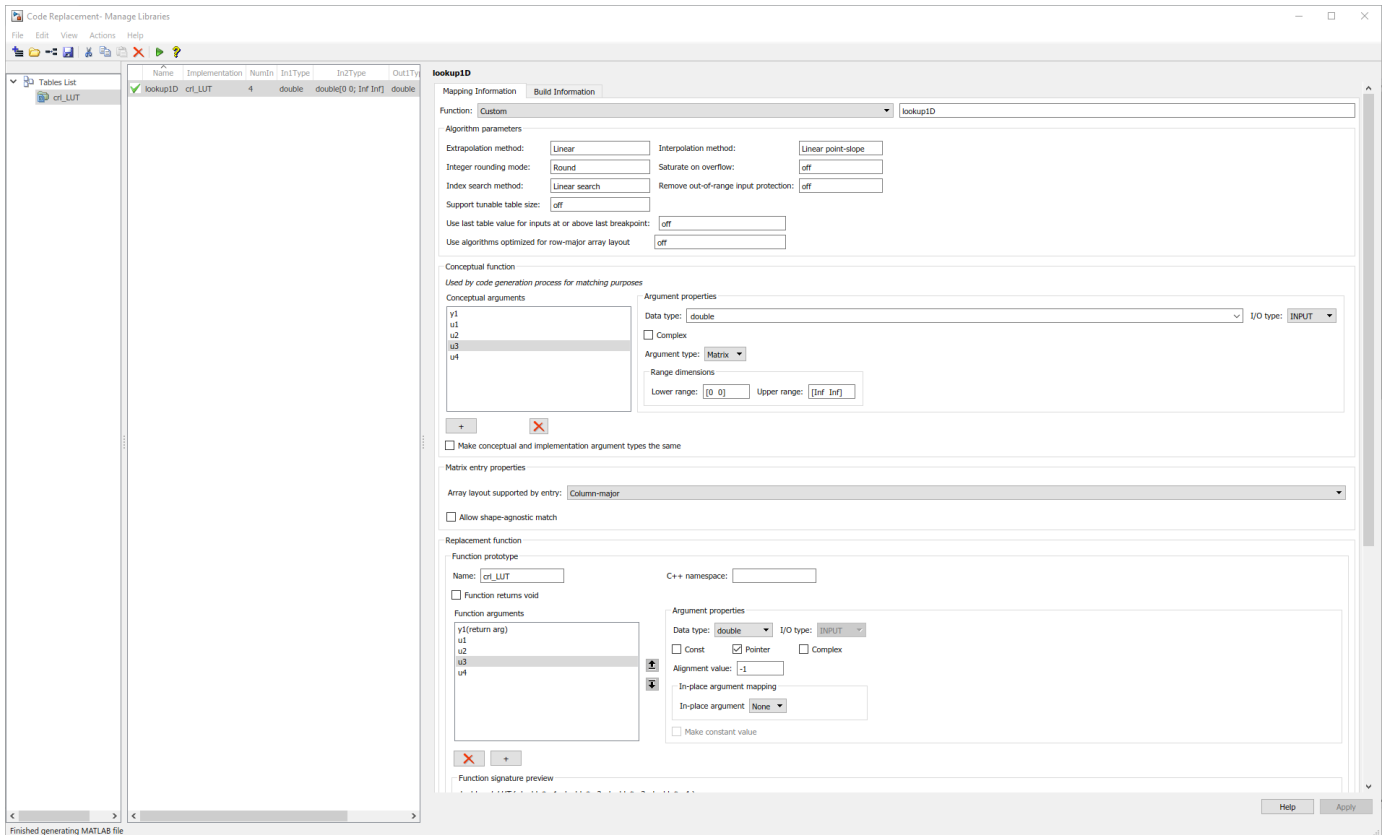 Code Replacement- Manage Libraries
File Edit View Actions Help
Tables List
crl_LUT
Name Implementation NumIn In1Type In2Type Out1Ty
lookup1D crl_LUT 4 double double[0 0; Inf Inf] double
lookup1D
Mapping Information Build Information
Function: Custom lookup1D
Algorithm parameters
Extrapolation method: Linear Interpolation method: Linear point-slope
Integer rounding mode: Round Saturate on overflow: off
Index search method: Linear search Remove out-of-range input protection: off
Support tunable table size: off
Use last table value for inputs at or above last breakpoint: off
Use algorithms optimized for row-major array layout off
Conceptual function
Used by code generation process for matching purposes
Conceptual arguments
y1
u1
u2
u3
u4
Argument properties
Data type: double I/O type: INPUT
Complex
Argument type: Matrix
Range dimensions
Lower range: [0 0] Upper range: [Inf Inf]
+
Make conceptual and implementation argument types the same
Matrix entry properties
Array layout supported by entry: Column-major
Allow shape-agnostic match
Replacement function
Function prototype
Name: crl_LUT C++ namespace:
Function returns void
Function arguments
y1(return arg)
u1
u2
u3
u4
Argument properties
Data type: double I/O type: INPUT
Const Pointer Complex
Alignment value: -1
In-place argument mapping
In-place argument None
Make constant value
+
Function signature preview
Help Apply
Finished generating MATLAB file